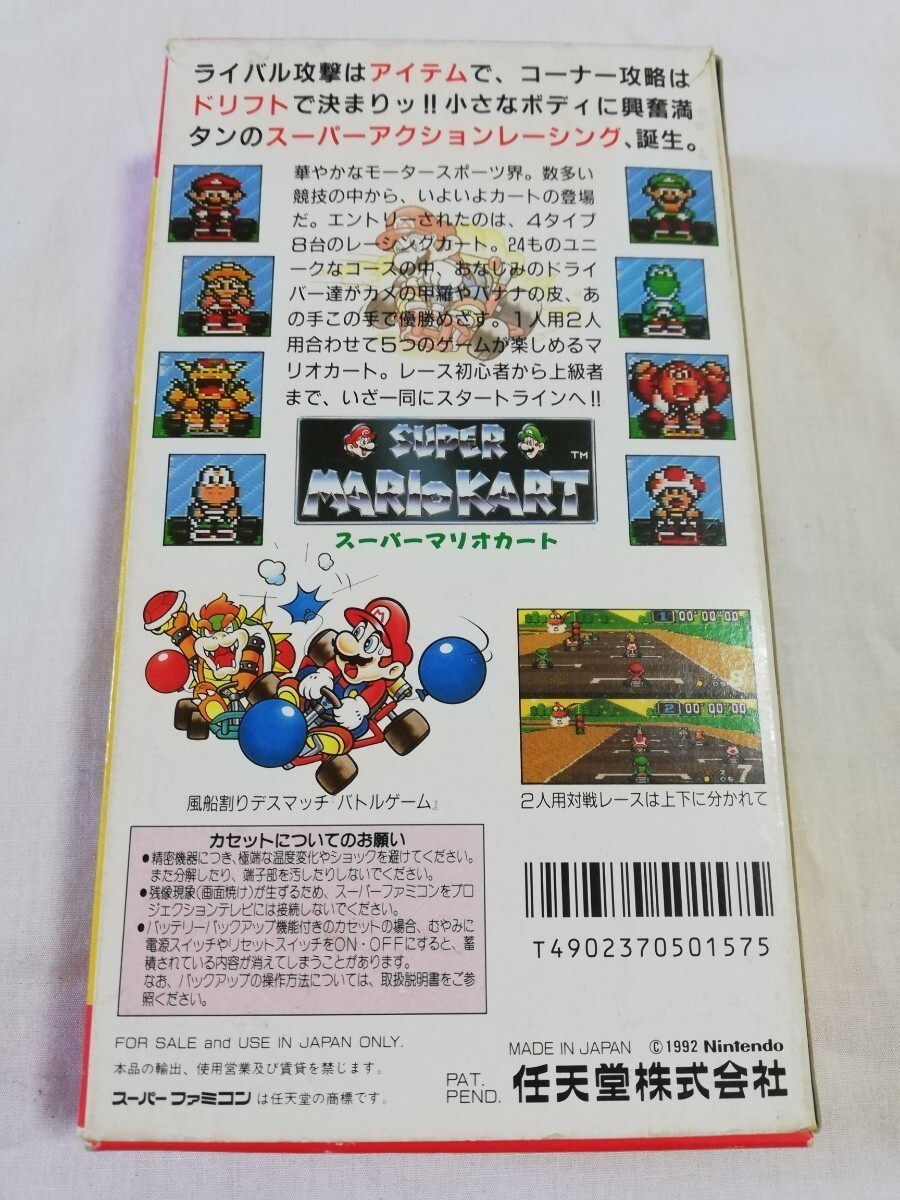 ライバル攻撃はアイテムで、コーナー攻略は
ドリフトで決まりッ!!小さなボディに興奮満
タンのスーパーアクションレーシング、誕生。
華やかなモータースポーツ界。数多い
競技の中から、いよいよカートの登場
だ。エントリーされたのは、4タイプ
8台のレーシングカート。24ものユニ
ークなコースの中、おなじみのドライ
バー達がカメの甲羅やバナナの皮、あ
の手この手で優勝めざす。1人用2人
用合わせて5つのゲームが楽しめるマ
リオカート。レース初心者から上級者
まで、いざ一同にスタートラインへ!!
SUPER
MARIO KART TM
スーパーマリオカート
1 00'00"00
8
2 00'00"00
7
風船割りデスマッチ『バトルゲーム』
2人用対戦レースは上下に分かれて
カセットについてのお願い
●精密機器につき、極端な温度変化やショックを避けてください。
また分解したり、端子部を汚したりしないでください。
●残像現象(画面焼け)が生ずるため、スーパーファミコンをプロ
ジェクションテレビには接続しないでください。
●バッテリーバックアップ機能付きのカセットの場合、むやみに
電源スイッチやリセットスイッチをON・OFFにすると、蓄
積されている内容が消えてしまうことがあります。
なお、バックアップの操作方法については、取扱説明書をご参
照ください。
T4902370501575
FOR SALE and USE IN JAPAN ONLY.
本品の輸出、使用営業及び賃貸を禁じます。
スーパーファミコンは任天堂の商標です。
MADE IN JAPAN ©1992 Nintendo
PAT.
PEND. 任天堂株式会社